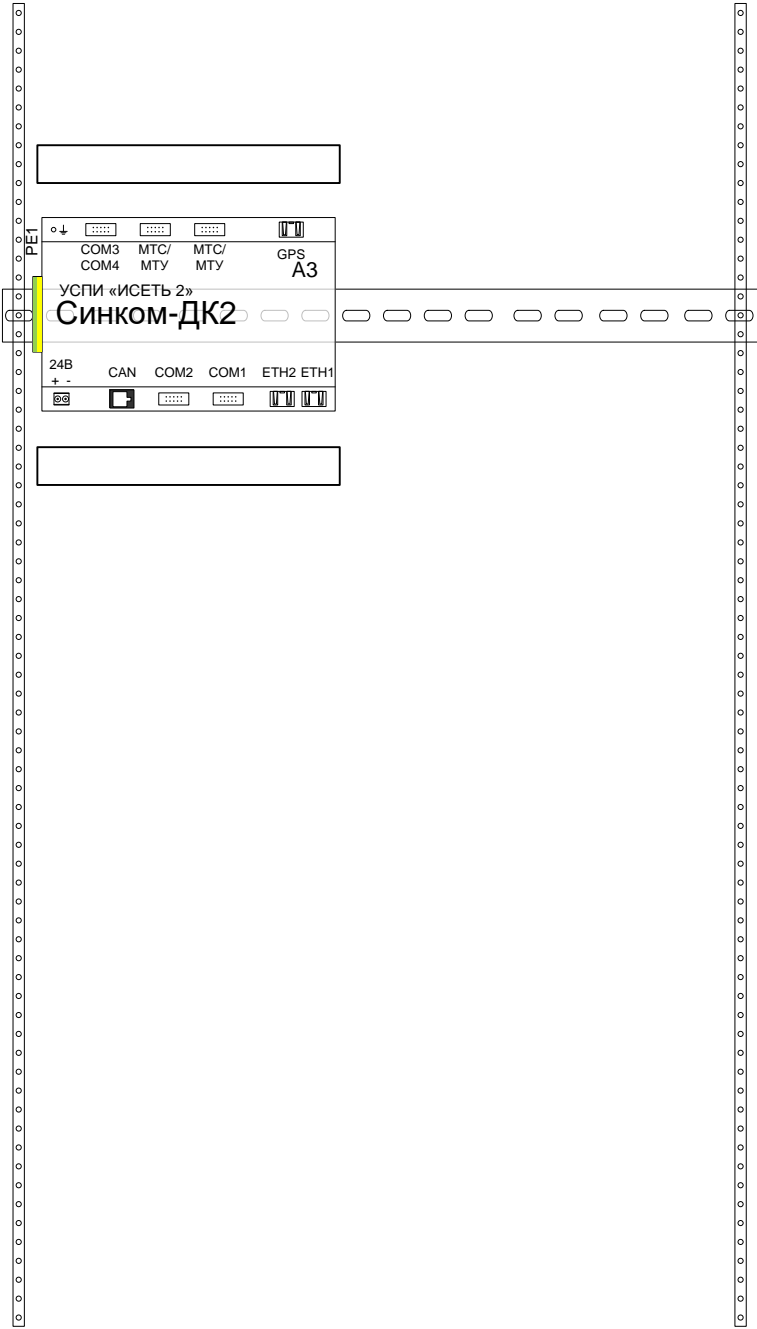 PE1
COM3 МТС/ МТС/ GPS
COM4 МТУ МТУ A3
УСПИ «ИСЕТЬ 2»
Синком-ДК2
24В CAN COM2 COM1 ETH2 ETH1
+ -